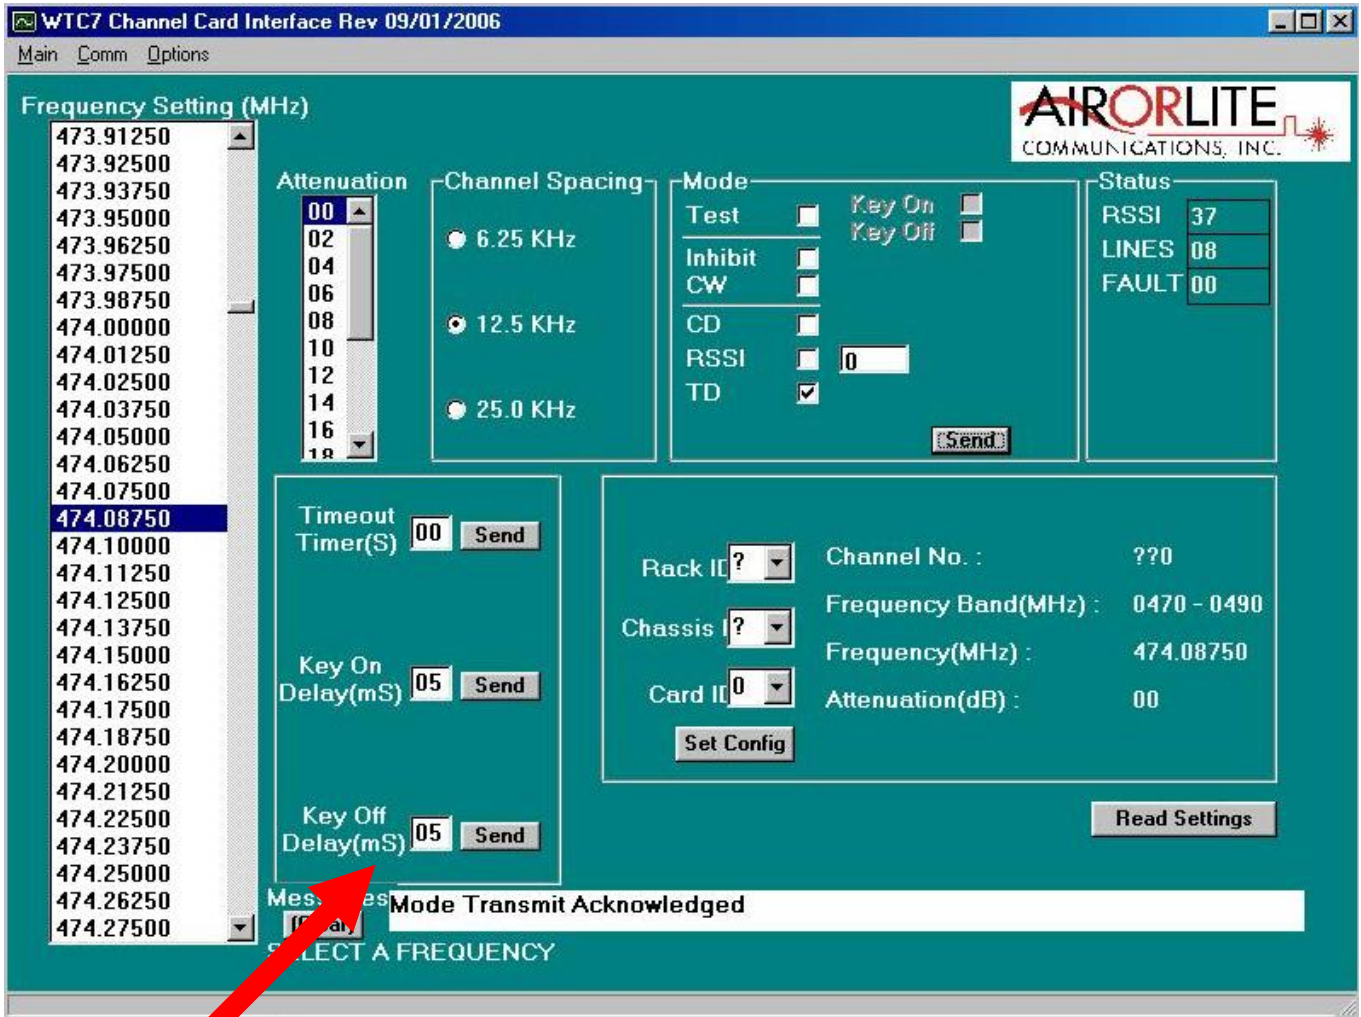 WTC7 Channel Card Interface Rev 09/01/2006
Main Comm Options
AIRORLITE
COMMUNICATIONS, INC.
Frequency Setting (MHz)
473.91250
473.92500
473.93750
473.95000
473.96250
473.97500
473.98750
474.00000
474.01250
474.02500
474.03750
474.05000
474.06250
474.07500
474.08750
474.10000
474.11250
474.12500
474.13750
474.15000
474.16250
474.17500
474.18750
474.20000
474.21250
474.22500
474.23750
474.25000
474.26250
474.27500
Attenuation
00
02
04
06
08
10
12
14
16
18
Channel Spacing
6.25 KHz
12.5 KHz
25.0 KHz
Mode
Test
Key On
Key Off
Inhibit
CW
CD
RSSI 0
TD
Send
Status
RSSI 37
LINES 08
FAULT 00
Timeout
Timer(S) 00 Send
Key On
Delay(mS) 05 Send
Key Off
Delay(mS) 05 Send
Rack I ?
Chassis ?
Card I 0
Set Config
Channel No. : ??0
Frequency Band(MHz) : 0470 - 0490
Frequency(MHz) : 474.08750
Attenuation(dB) : 00
Read Settings
Mode Transmit Acknowledged
A FREQUENCY